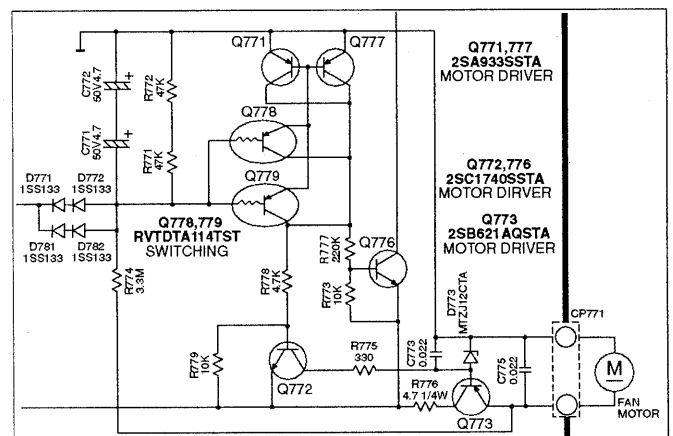 Q771
Q777
Q771,777
2SA933SSTA
MOTOR DRIVER
C772
50V4.7
+
R772
47K
Q778
C771
50V4.7
+
R771
47K
D771
1SS133
D772
1SS133
Q779
Q772,776
2SC1740SSTA
MOTOR DIRVER
Q778,779
RVTDTA114TST
SWITCHING
Q773
2SB621AQSTA
MOTOR DRIVER
D781
1SS133
D782
1SS133
R774
3.3M
R778
4.7K
R777
220K
Q776
R773
10K
D773
MTZJ12CTA
CP771
R779
10K
Q772
R775
330
C773
0.022
C775
0.022
M
R776
4.7 1/4W
Q773
FAN
MOTOR